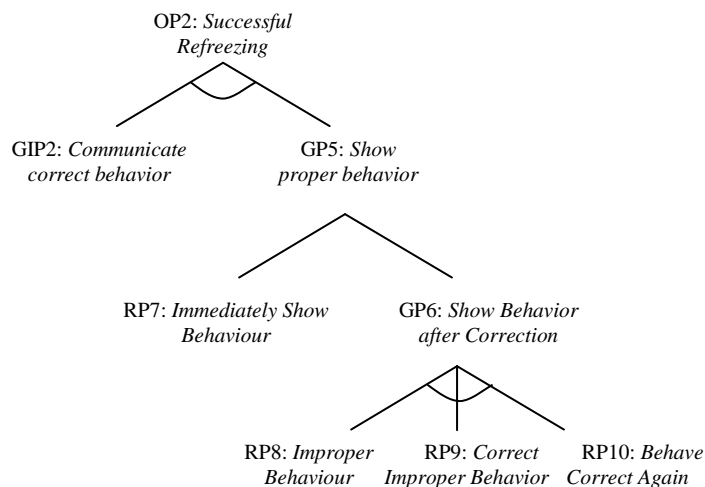 OP2: Successful
Refreezing
GIP2: Communicate
correct behavior
GP5: Show
proper behavior
RP7: Immediately Show
Behaviour
GP6: Show Behavior
after Correction
RP8: Improper
Behaviour
RP9: Correct
Improper Behavior
RP10: Behave
Correct Again